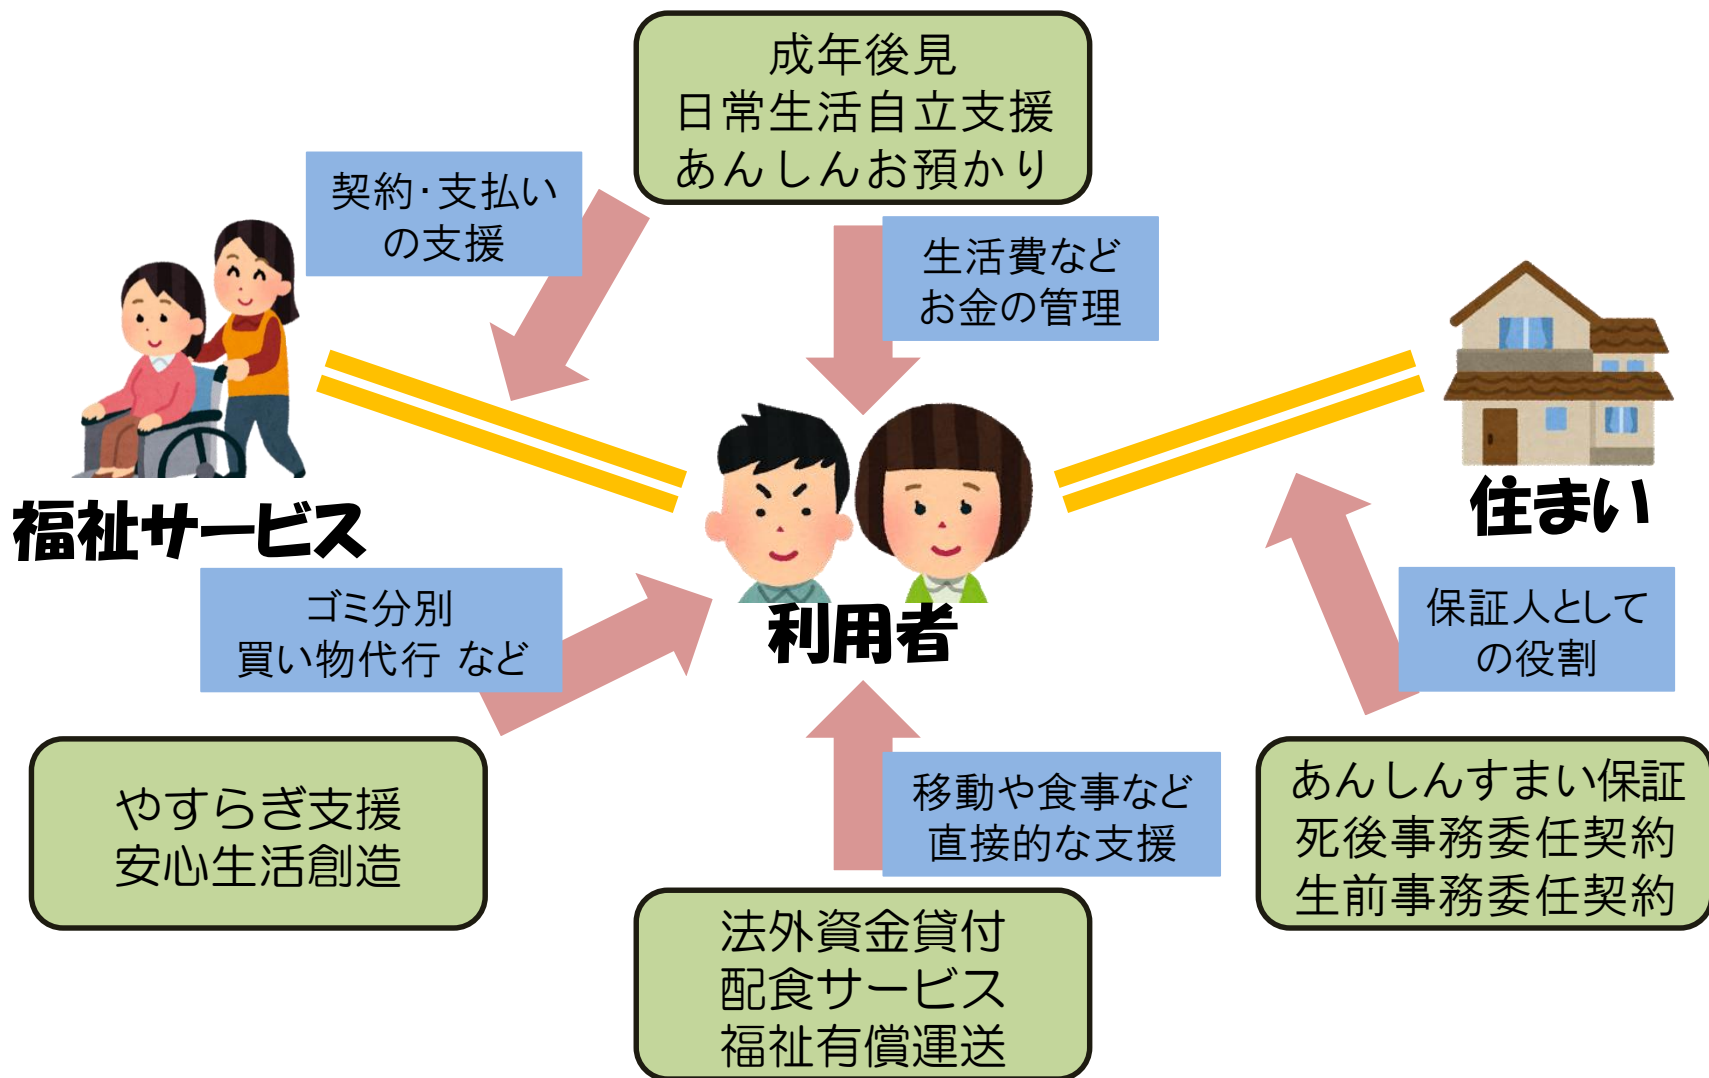 成年後見
日常生活自立支援
あんしんお預かり
契約・支払い
の支援
生活費など
お金の管理
福祉サービス
住まい
利用者
ゴミ分別
買い物代行 など
保証人として
の役割
やすらぎ支援
安心生活創造
移動や食事など
直接的な支援
あんしんすまい保証
死後事務委任契約
生前事務委任契約
法外資金貸付
配食サービス
福祉有償運送